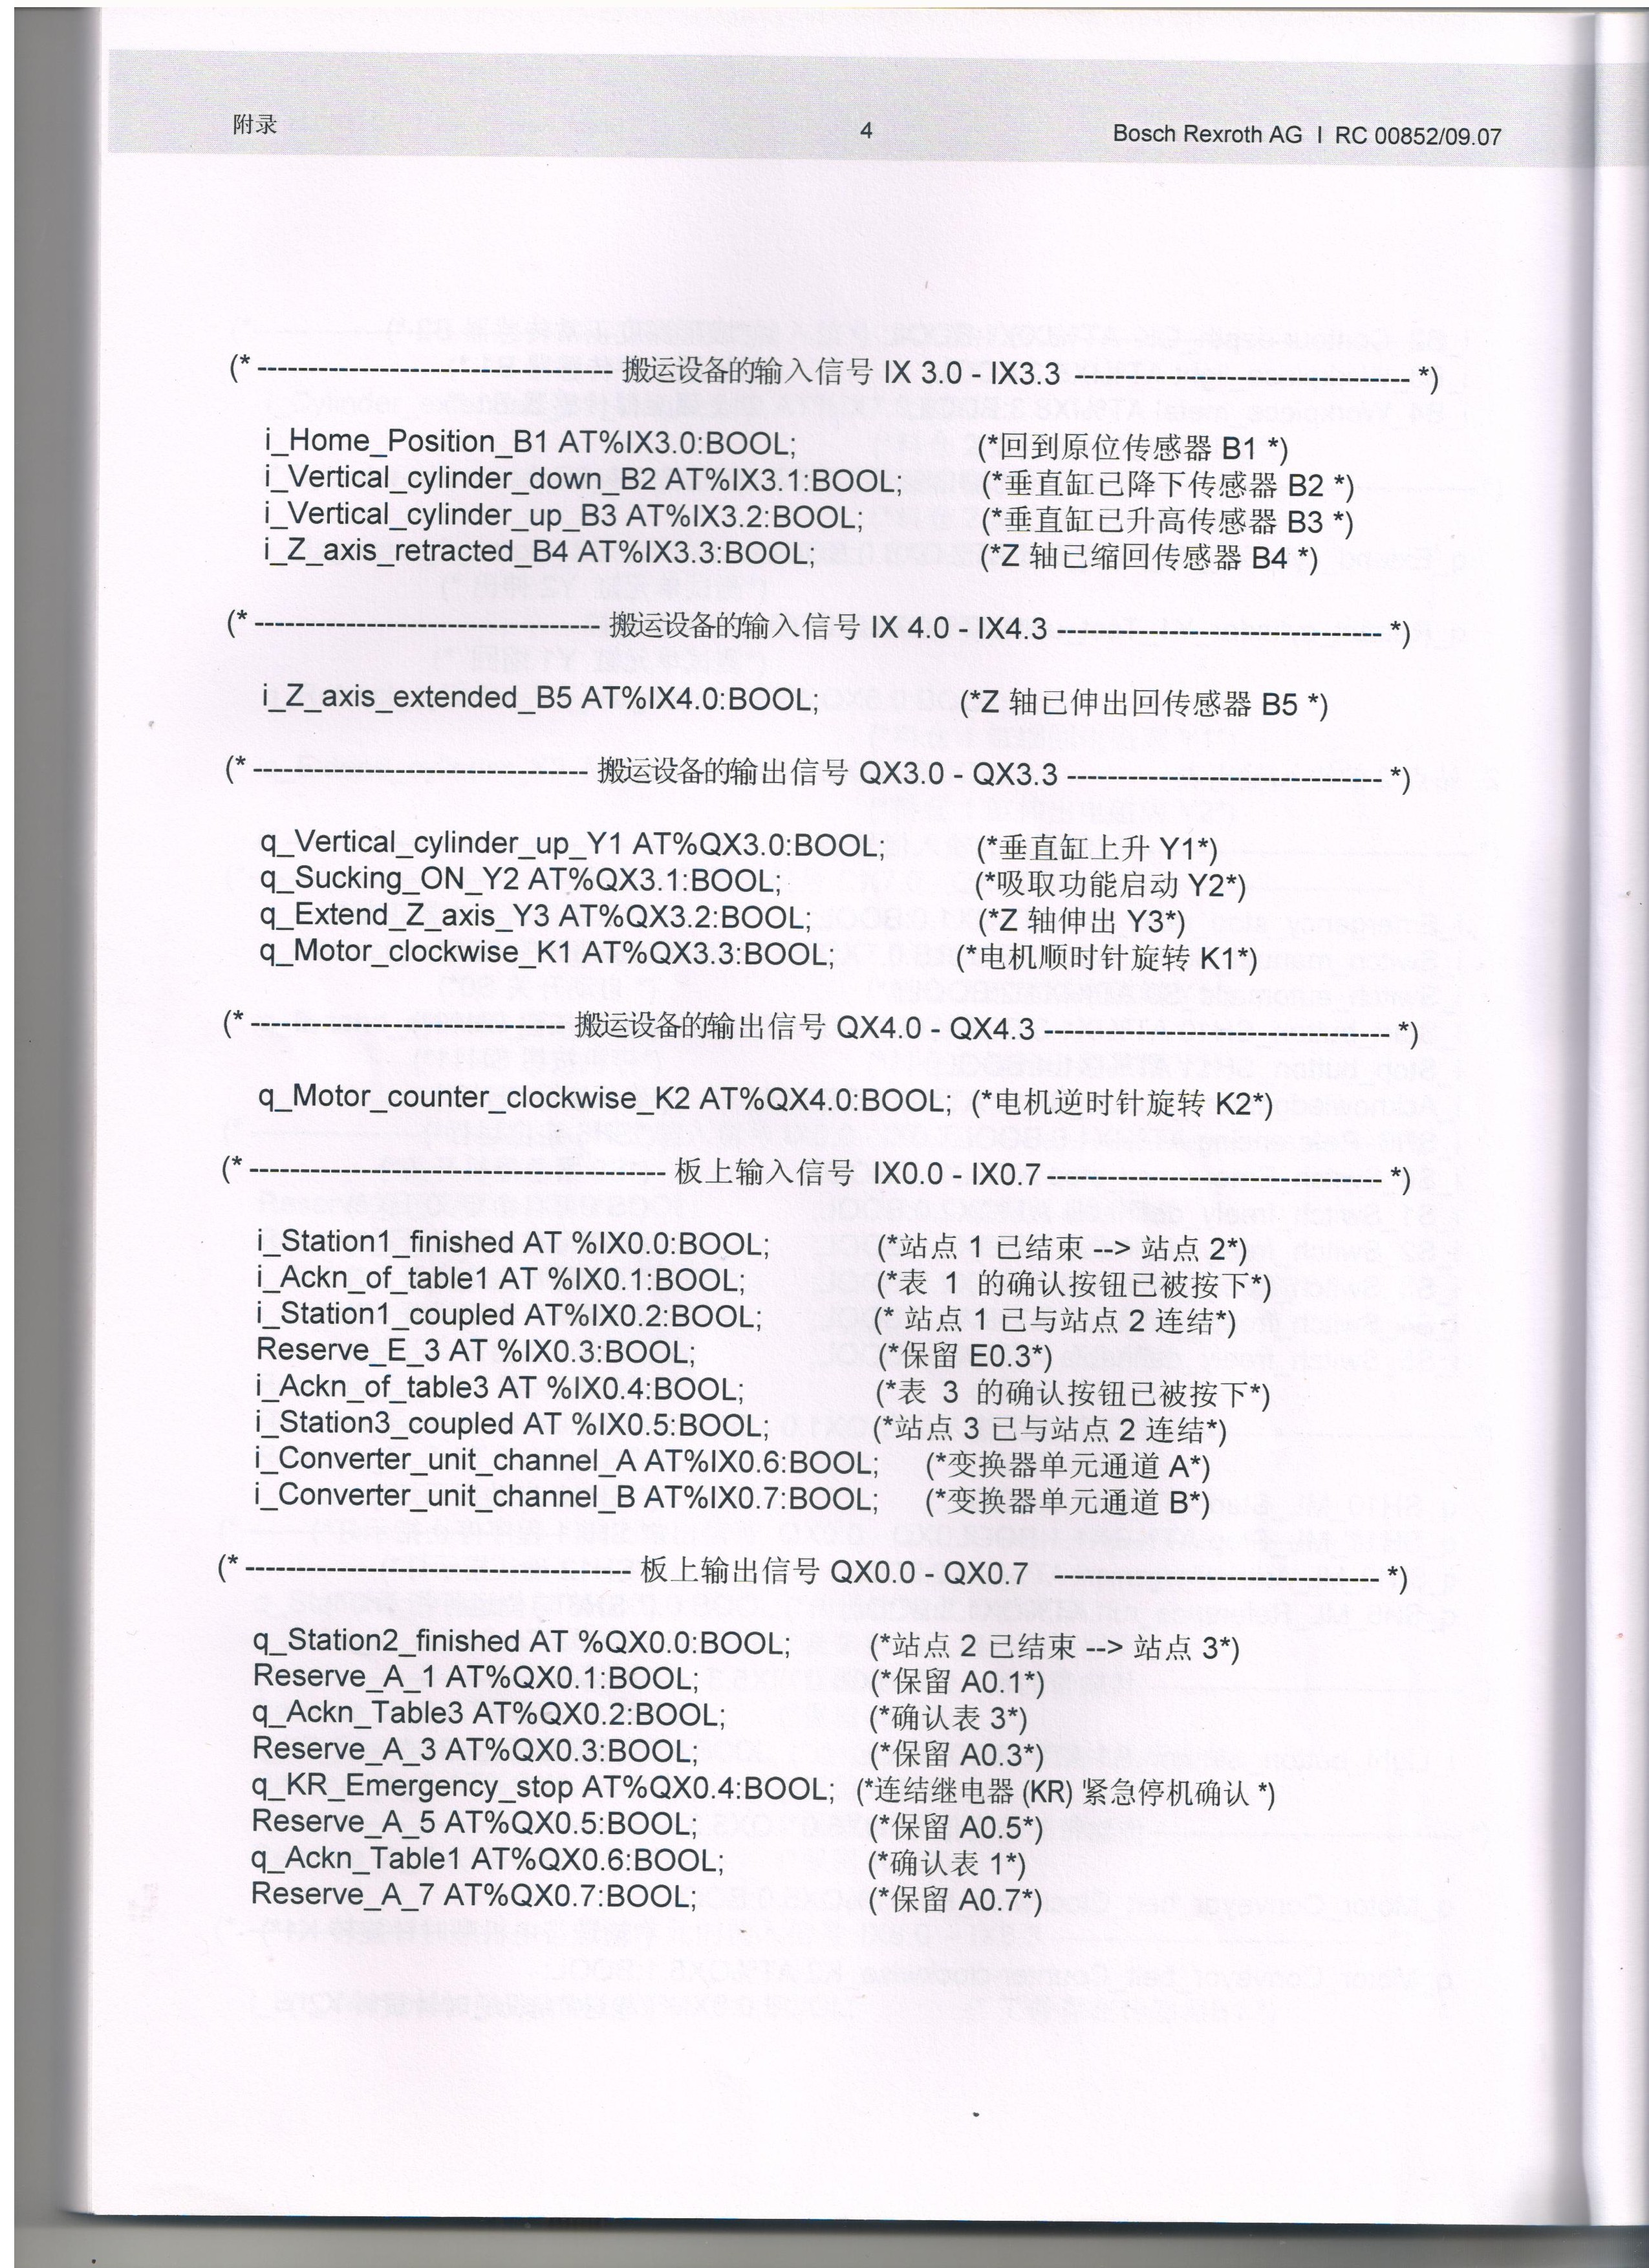 附录 4 Bosch Rexroth AG I RC 00852/09.07
(* ----------------------------------- 搬运设备的输入信号 IX 3.0 - IX3.3 --------------------------------- *)
i_Home_Position_B1 AT%IX3.0:BOOL; (*回到原位传感器 B1 *)
i_Vertical_cylinder_down_B2 AT%IX3.1:BOOL; (*垂直缸已降下传感器 B2 *)
i_Vertical_cylinder_up_B3 AT%IX3.2:BOOL; (*垂直缸已升高传感器 B3 *)
i_Z_axis_retracted_B4 AT%IX3.3:BOOL; (*Z 轴已缩回传感器 B4 *)
(* ---------------------------------- 搬运设备的输入信号 IX 4.0 - IX4.3 -------------------------------- *)
i_Z_axis_extended_B5 AT%IX4.0:BOOL; (*Z 轴已伸出回传感器 B5 *)
(* --------------------------------- 搬运设备的输出信号 QX3.0 - QX3.3 ------------------------------- *)
q_Vertical_cylinder_up_Y1 AT%QX3.0:BOOL; (*垂直缸上升 Y1*)
q_Sucking_ON_Y2 AT%QX3.1:BOOL; (*吸取功能启动 Y2*)
q_Extend_Z_axis_Y3 AT%QX3.2:BOOL; (*Z 轴伸出 Y3*)
q_Motor_clockwise_K1 AT%QX3.3:BOOL; (*电机顺时针旋转 K1*)
(* ------------------------------- 搬运设备的输出信号 QX4.0 - QX4.3 ---------------------------------- *)
q_Motor_counter_clockwise_K2 AT%QX4.0:BOOL; (*电机逆时针旋转 K2*)
(* ----------------------------------------- 板上输入信号 IX0.0 - IX0.7--------------------------------- *)
i_Station1_finished AT %IX0.0:BOOL; (*站点 1 已结束 --> 站点 2*)
i_Ackn_of_table1 AT %IX0.1:BOOL; (*表 1 的确认按钮已被按下*)
i_Station1_coupled AT%IX0.2:BOOL; (* 站点 1 已与站点 2 连结*)
Reserve_E_3 AT %IX0.3:BOOL; (*保留 E0.3*)
i_Ackn_of_table3 AT %IX0.4:BOOL; (*表 3 的确认按钮已被按下*)
i_Station3_coupled AT %IX0.5:BOOL; (*站点 3 已与站点 2 连结*)
i_Converter_unit_channel_A AT%IX0.6:BOOL; (*变换器单元通道 A*)
i_Converter_unit_channel_B AT%IX0.7:BOOL; (*变换器单元通道 B*)
(* -------------------------------------- 板上输出信号 QX0.0 - QX0.7 -------------------------------- *)
q_Station2_finished AT %QX0.0:BOOL; (*站点 2 已结束 --> 站点 3*)
Reserve_A_1 AT%QX0.1:BOOL; (*保留 A0.1*)
q_Ackn_Table3 AT%QX0.2:BOOL; (*确认表 3*)
Reserve_A_3 AT%QX0.3:BOOL; (*保留 A0.3*)
q_KR_Emergency_stop AT%QX0.4:BOOL; (*连结继电器 (KR) 紧急停机确认 *)
Reserve_A_5 AT%QX0.5:BOOL; (*保留 A0.5*)
q_Ackn_Table1 AT%QX0.6:BOOL; (*确认表 1*)
Reserve_A_7 AT%QX0.7:BOOL; (*保留 A0.7*)